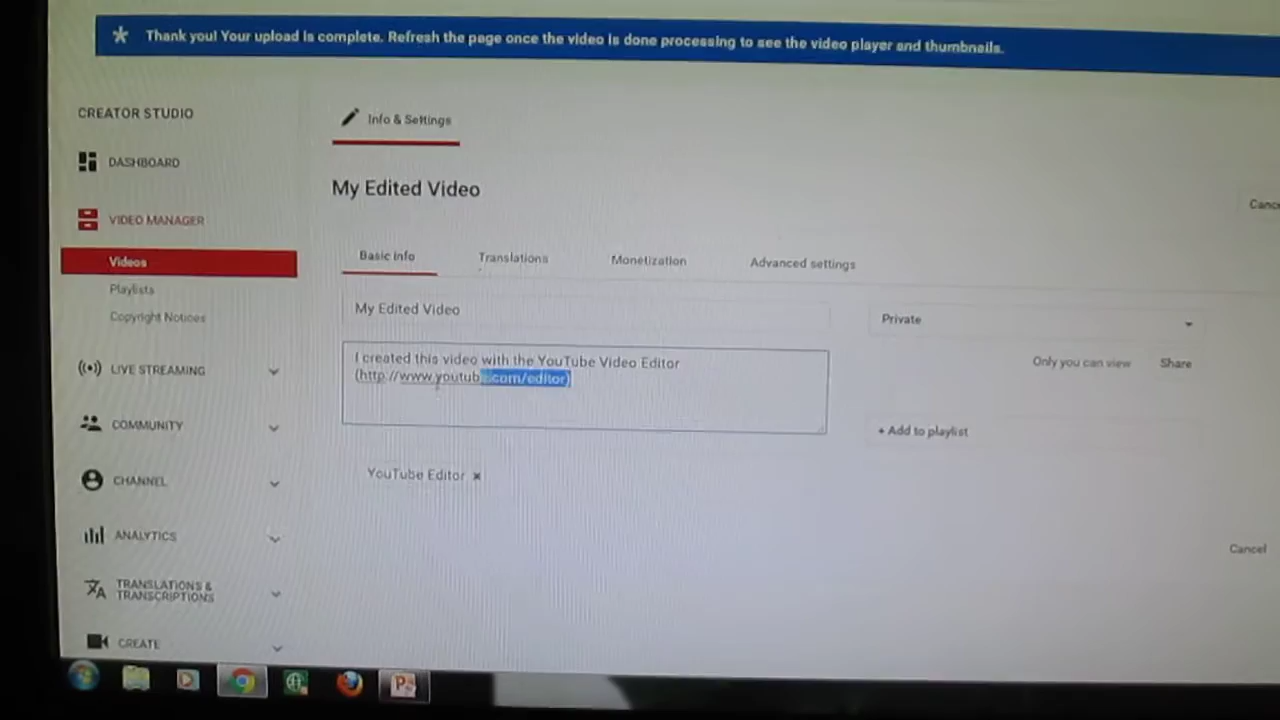 Thank you! Your upload is complete. Refresh the page once the video is done processing to see the video player and thumbnails.
CREATOR STUDIO
Info & Settings
DASHBOARD
My Edited Video
VIDEO MANAGER
Videos
Basic info
Translations
Monetization
Advanced settings
Playlists
Copyright Notices
My Edited Video
Private
I created this video with the YouTube Video Editor
(http://www.youtube.com/editor)
Only you can view
Share
LIVE STREAMING
COMMUNITY
+ Add to playlist
YouTube Editor
CHANNEL
ANALYTICS
Cancel
TRANSLATIONS &
TRANSCRIPTIONS
CREATE